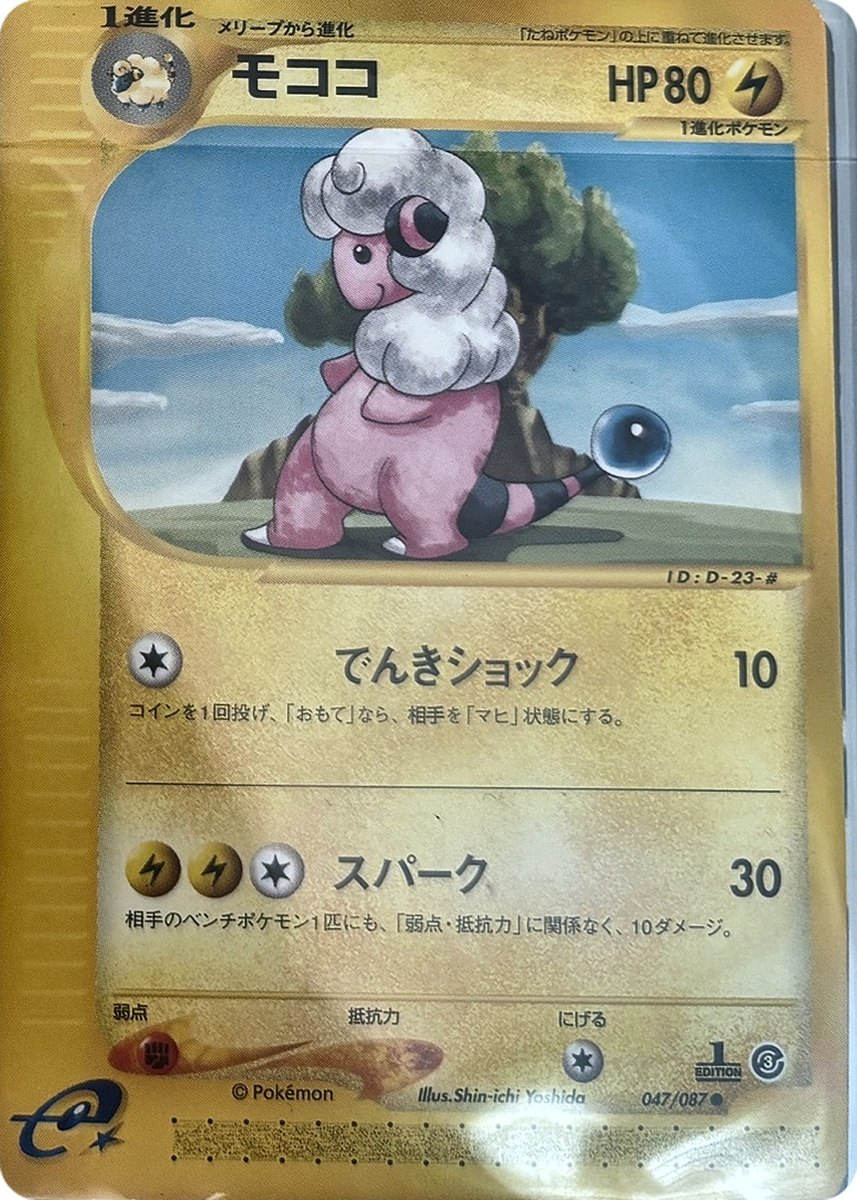 1進化
メリープから進化
「たねポケモン」の上に重ねて進化させます。
モココ
HP80
1進化ポケモン
ID:D-23-#
でんきショック 10
コインを1回投げ、「おもて」なら、相手を「マヒ」状態にする。
スパーク 30
相手のベンチポケモン1匹にも、「弱点・抵抗力」に関係なく、10ダメージ。
弱点 抵抗力 にげる
1 EDITION
3
© Pokémon Illus.Shin-ichi Yoshida 047/087 ●
e